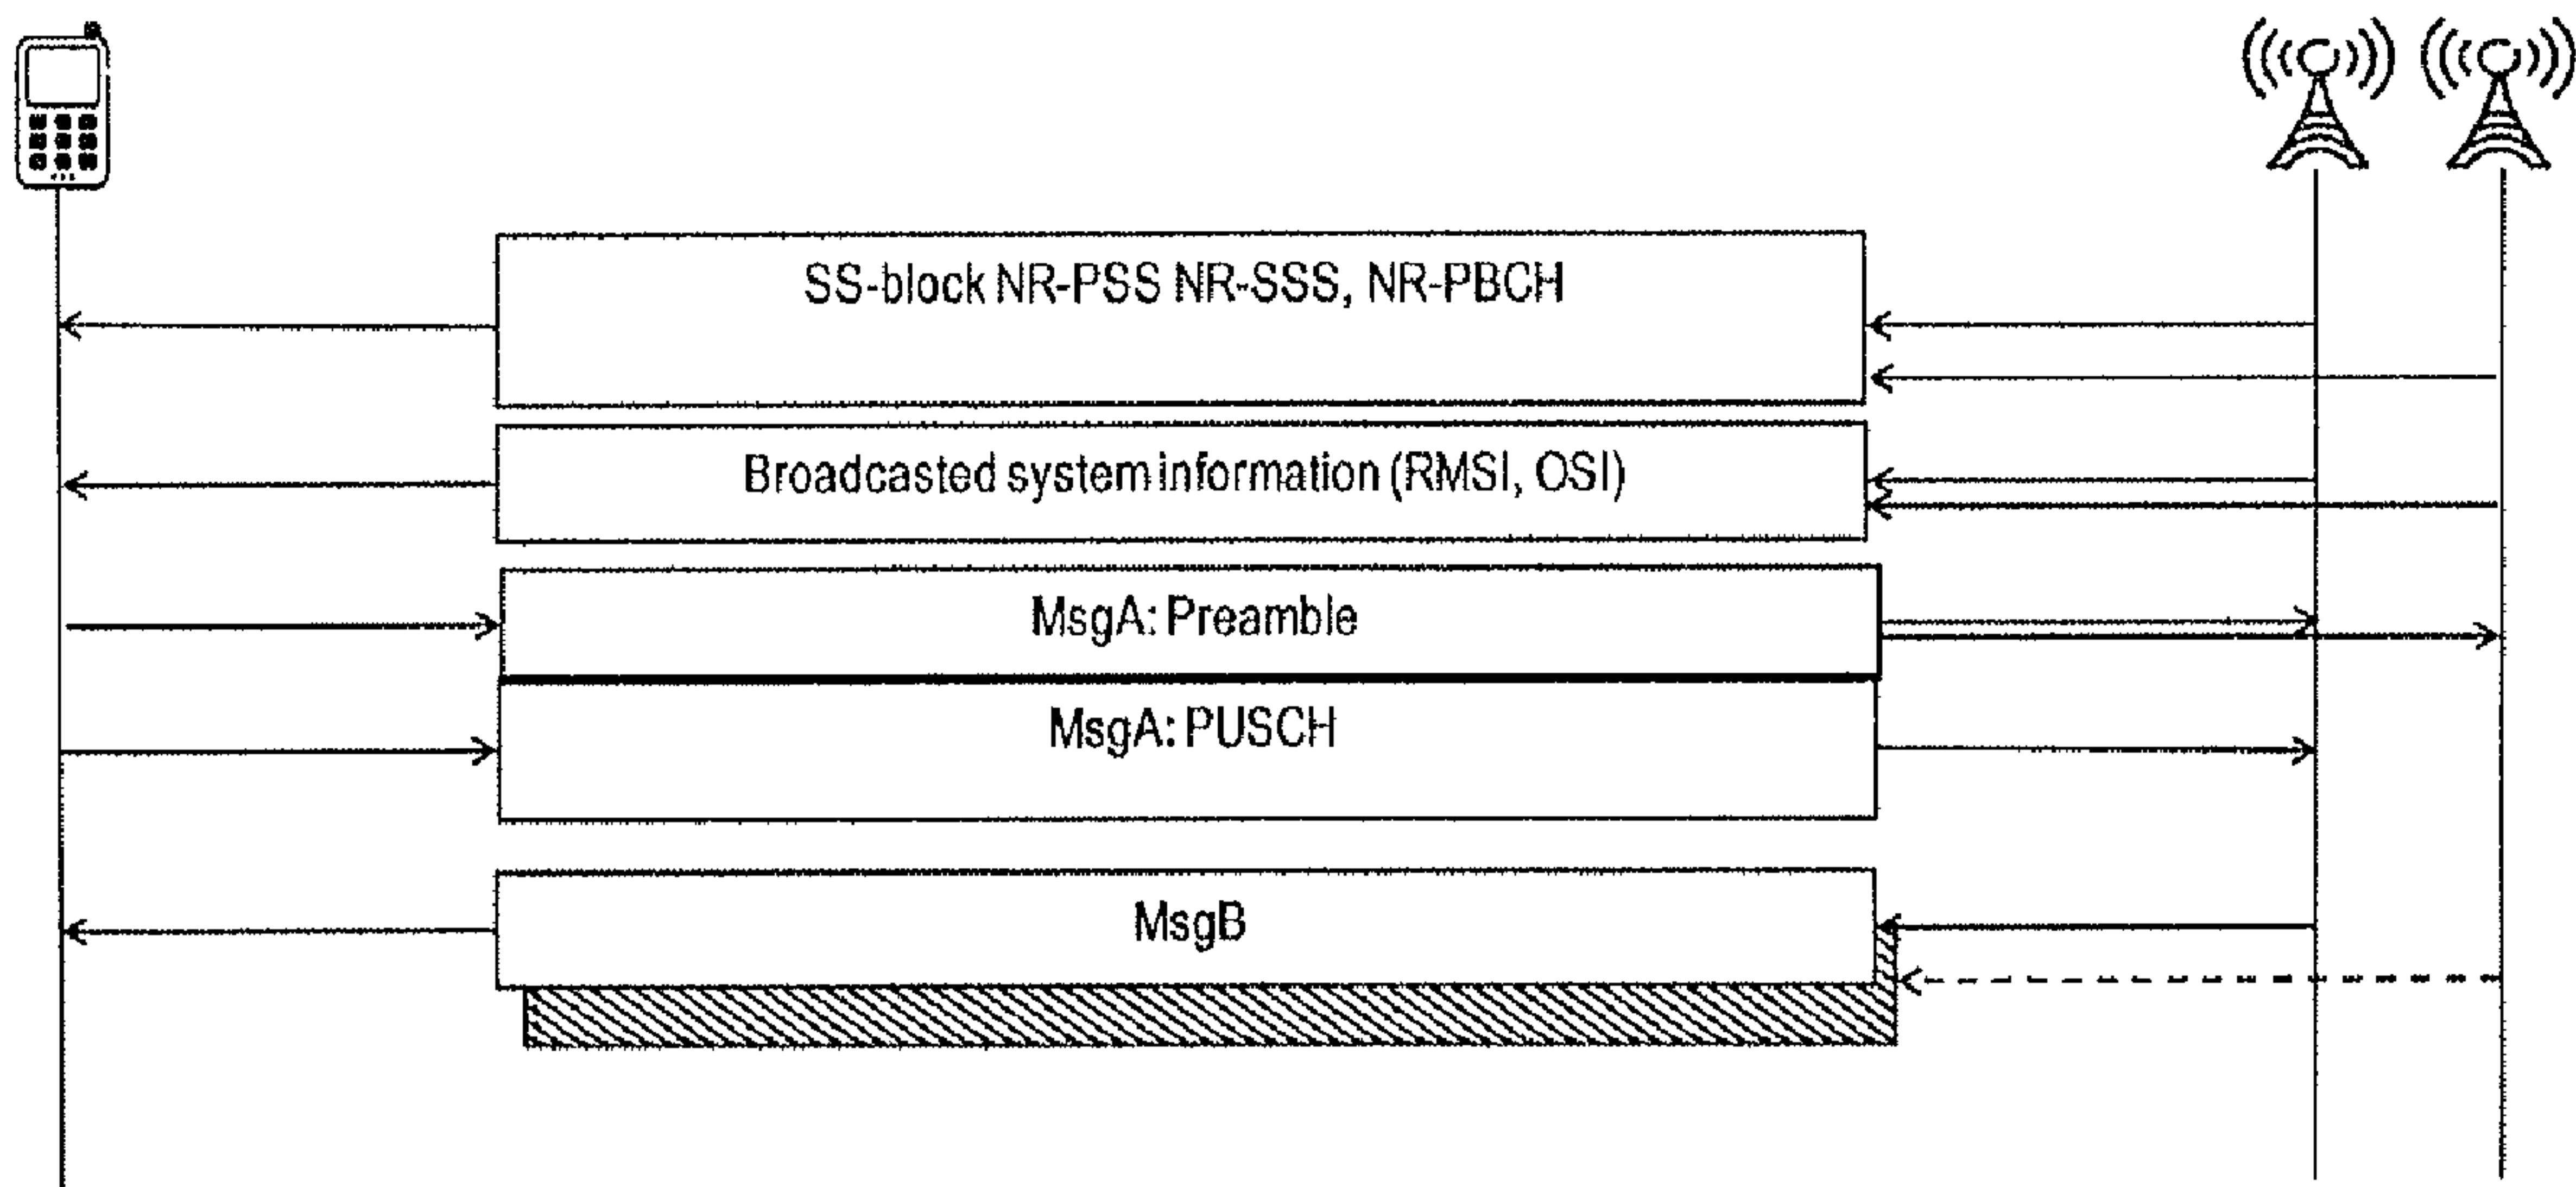 SS-block NR-PSS NR-SSS, NR-PBCH
Broadcasted system information (RMSI, OSI)
MsgA: Preamble
MsgA: PUSCH
MsgB